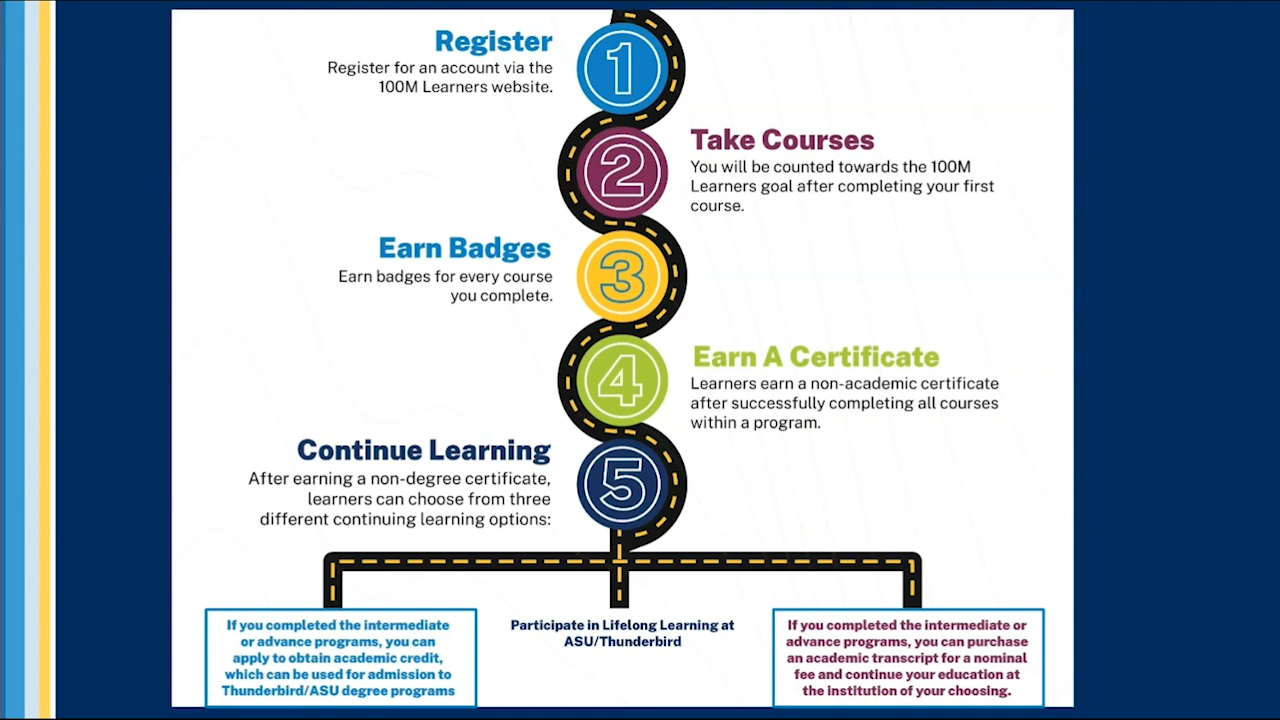 Register
Register for an account via the
100M Learners website.
1
Take Courses
You will be counted towards the 100M
Learners goal after completing your first
course.
2
Earn Badges
Earn badges for every course
you complete.
3
Earn A Certificate
Learners earn a non-academic certificate
after successfully completing all courses
within a program.
4
Continue Learning
After earning a non-degree certificate,
learners can choose from three
different continuing learning options:
5
If you completed the intermediate
or advance programs, you can
apply to obtain academic credit,
which can be used for admission to
Thunderbird/ASU degree programs
Participate in Lifelong Learning at
ASU/Thunderbird
If you completed the intermediate or
advance programs, you can purchase
an academic transcript for a nominal
fee and continue your education at
the institution of your choosing.